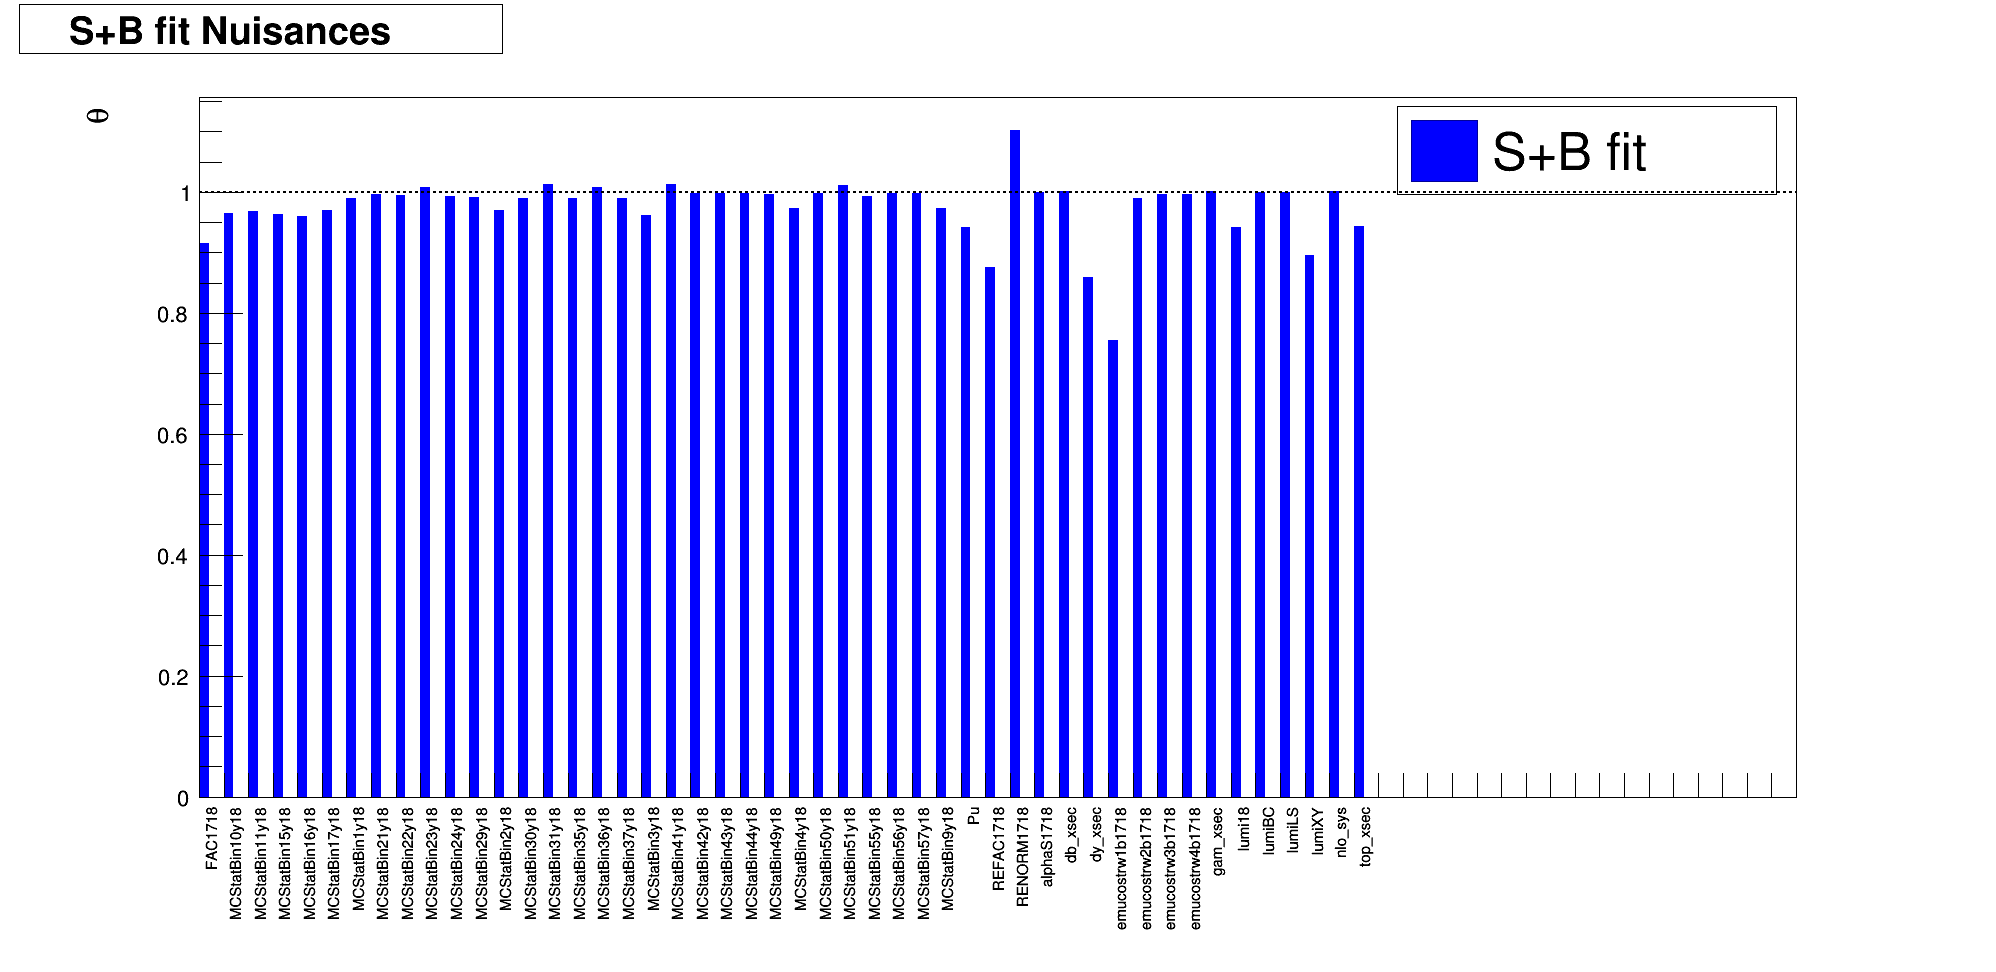 S+B fit Nuisances
θ
S+B fit
1
0.8
0.6
0.4
0.2
0
FAC1718
MCStatBin10y18
MCStatBin11y18
MCStatBin15y18
MCStatBin16y18
MCStatBin17y18
MCStatBin1y18
MCStatBin21y18
MCStatBin22y18
MCStatBin23y18
MCStatBin24y18
MCStatBin29y18
MCStatBin2y18
MCStatBin30y18
MCStatBin31y18
MCStatBin35y18
MCStatBin36y18
MCStatBin37y18
MCStatBin3y18
MCStatBin41y18
MCStatBin42y18
MCStatBin43y18
MCStatBin44y18
MCStatBin49y18
MCStatBin4y18
MCStatBin50y18
MCStatBin51y18
MCStatBin55y18
MCStatBin56y18
MCStatBin57y18
MCStatBin9y18
Pu
REFAC1718
RENORM1718
alphaS1718
db_xsec
dy_xsec
emucostrw1b1718
emucostrw2b1718
emucostrw3b1718
emucostrw4b1718
gam_xsec
lumi18
lumiBC
lumiLS
lumiXY
nlo_sys
top_xsec